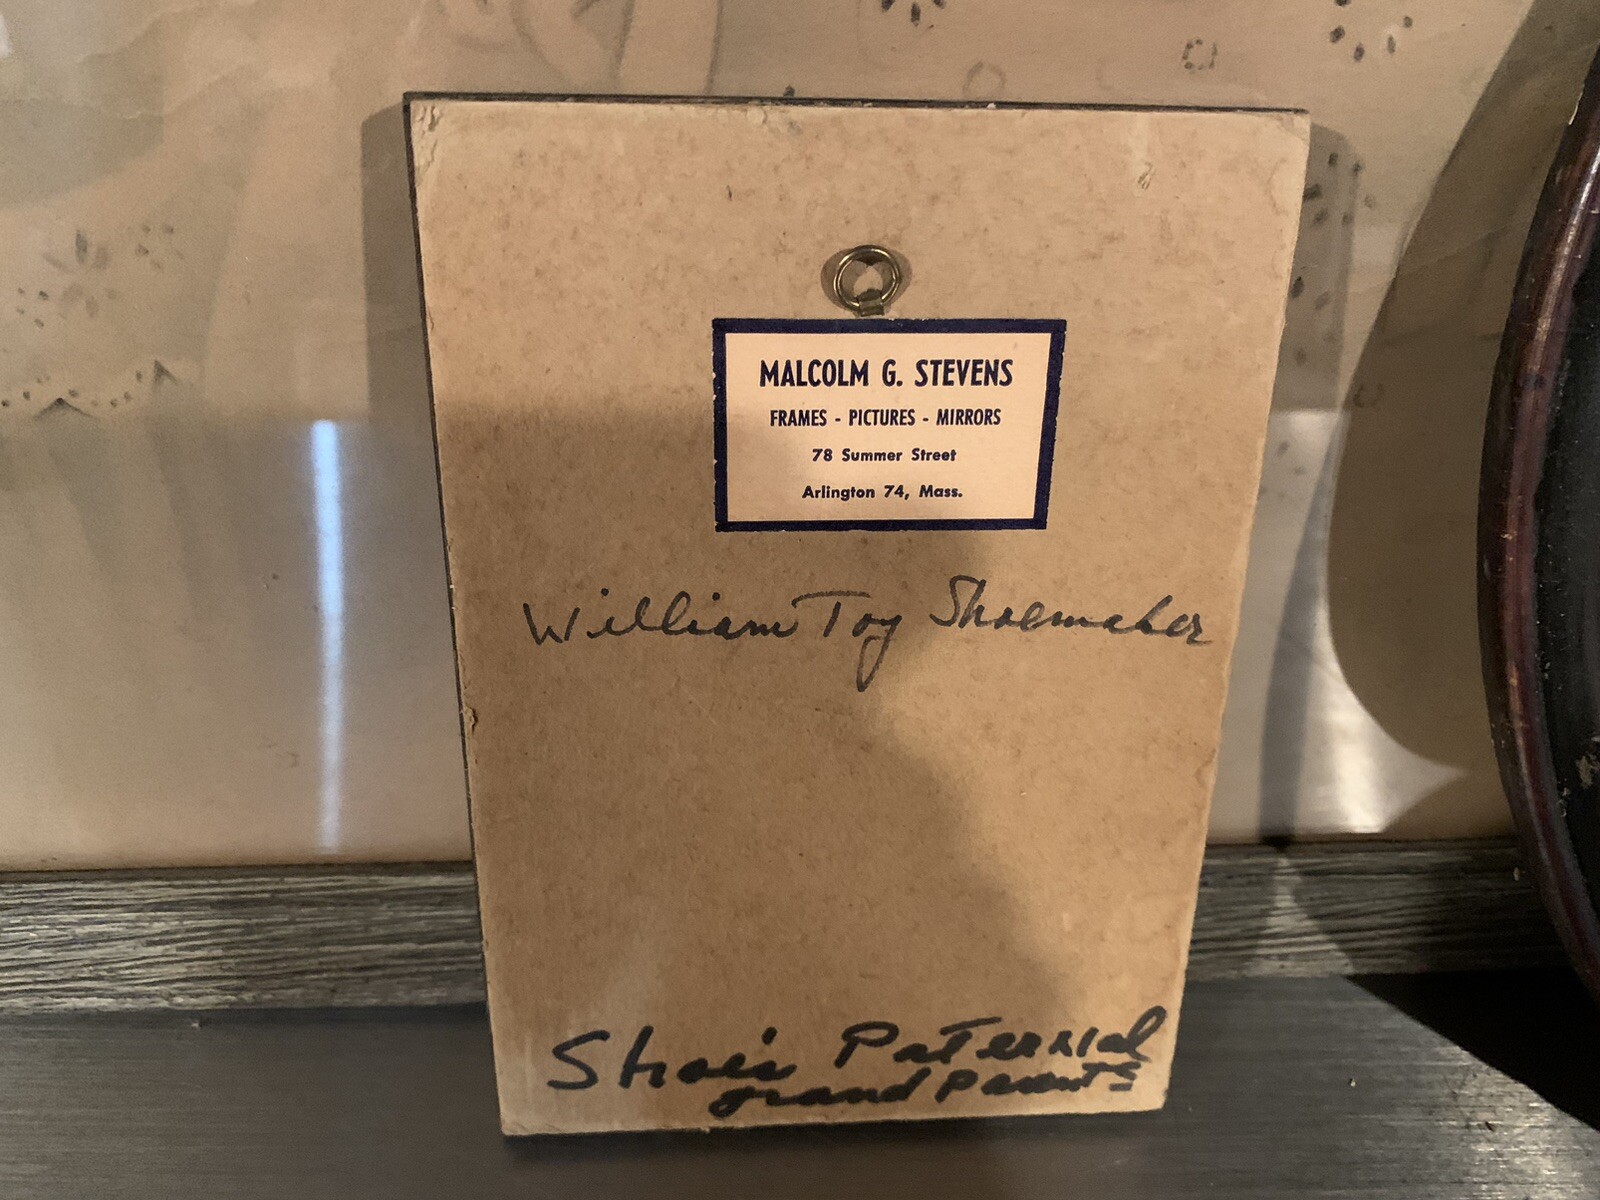 MALCOLM G. STEVENS
FRAMES - PICTURES - MIRRORS
78 Summer Street
Arlington 74, Mass.
William Toy Shoemaker
Shoe's Paternal
grand parents